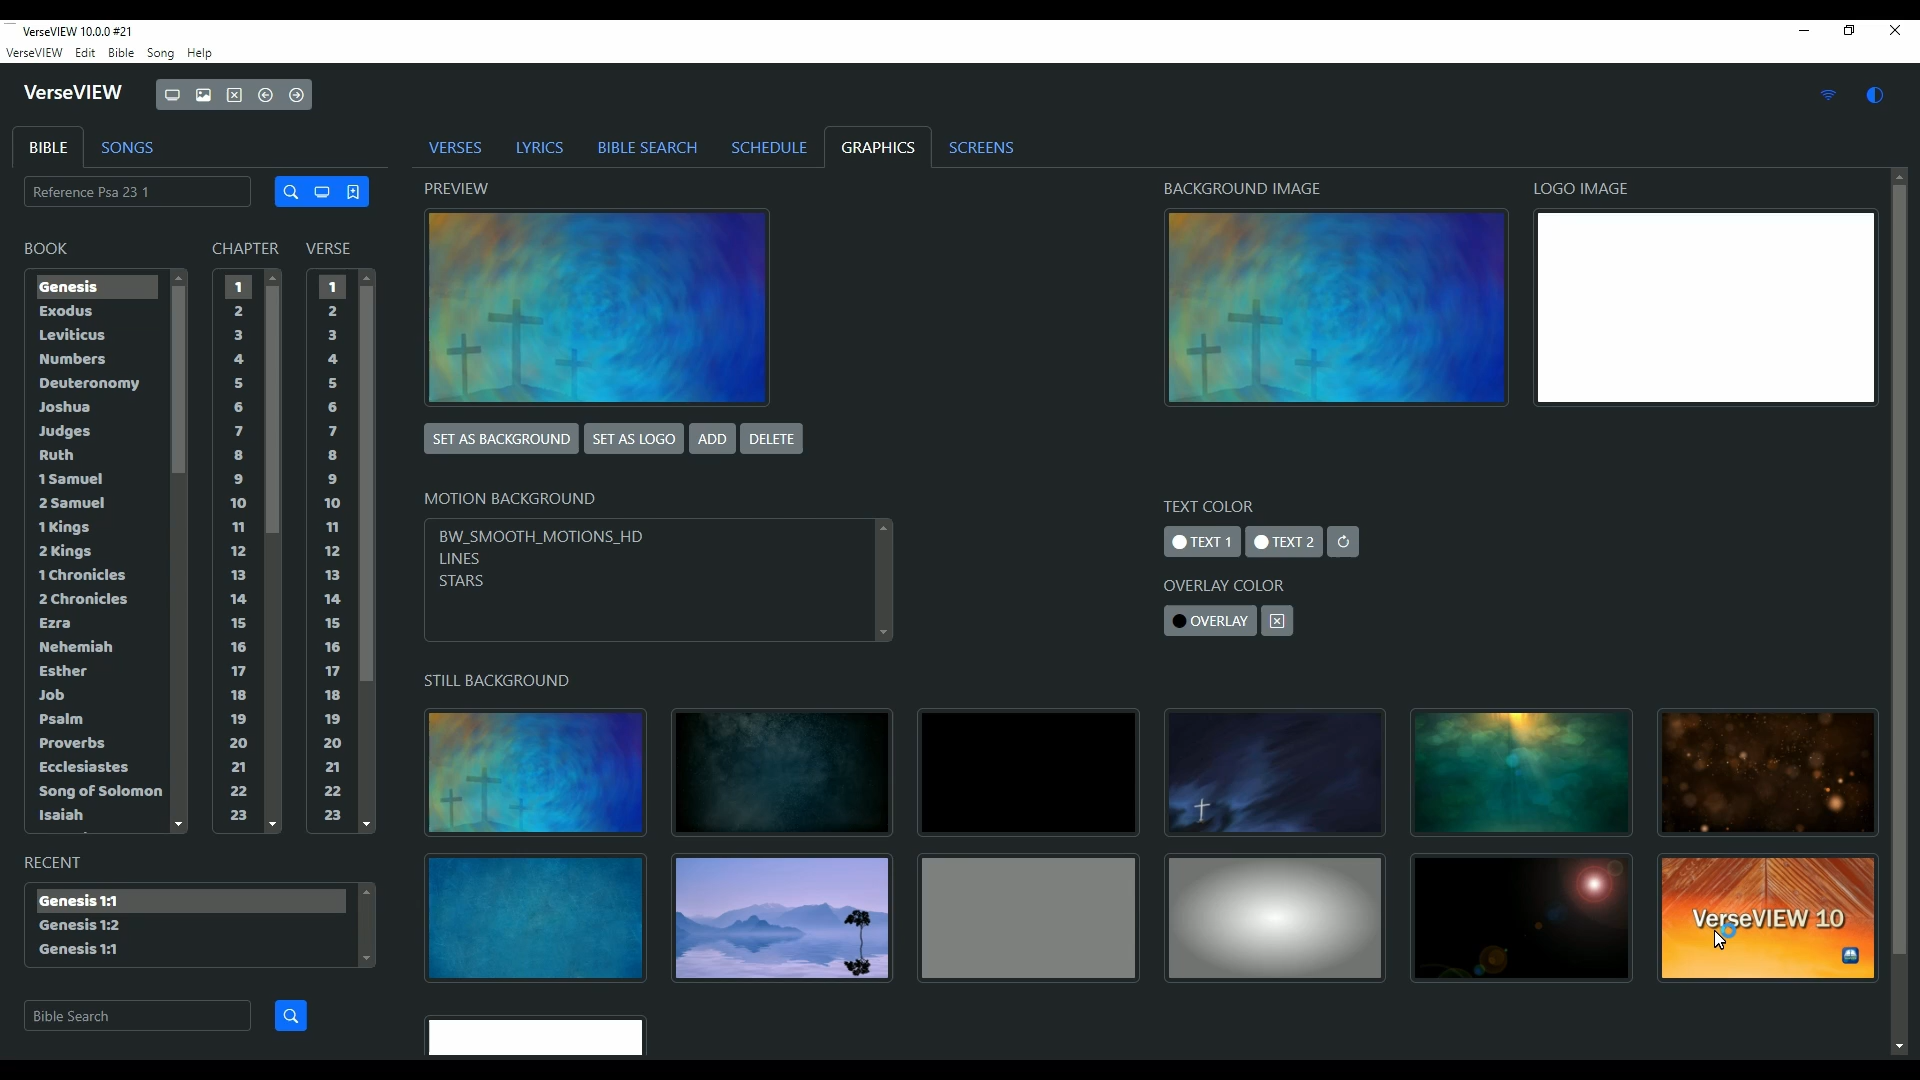 VerseVIEW 10.0.0 #21
VerseVIEW Edit Bible Song Help
VerseVIEW
BIBLE SONGS
VERSES LYRICS BIBLE SEARCH SCHEDULE GRAPHICS SCREENS
Reference Psa 23 1
BOOK
Genesis
Exodus
Leviticus
Numbers
Deuteronomy
Joshua
Judges
Ruth
1 Samuel
2 Samuel
1 Kings
2 Kings
1 Chronicles
2 Chronicles
Ezra
Nehemiah
Esther
Job
Psalm
Proverbs
Ecclesiastes
Song of Solomon
Isaiah
CHAPTER
1
2
3
4
5
6
7
8
9
10
11
12
13
14
15
16
17
18
19
20
21
22
23
VERSE
1
2
3
4
5
6
7
8
9
10
11
12
13
14
15
16
17
18
19
20
21
22
23
RECENT
Genesis 1:1
Genesis 1:2
Genesis 1:1
Bible Search
PREVIEW
SET AS BACKGROUND SET AS LOGO ADD DELETE
BACKGROUND IMAGE
LOGO IMAGE
MOTION BACKGROUND
BW_SMOOTH_MOTIONS_HD
LINES
STARS
TEXT COLOR
TEXT 1 TEXT 2
OVERLAY COLOR
OVERLAY
STILL BACKGROUND
VerseVIEW 10